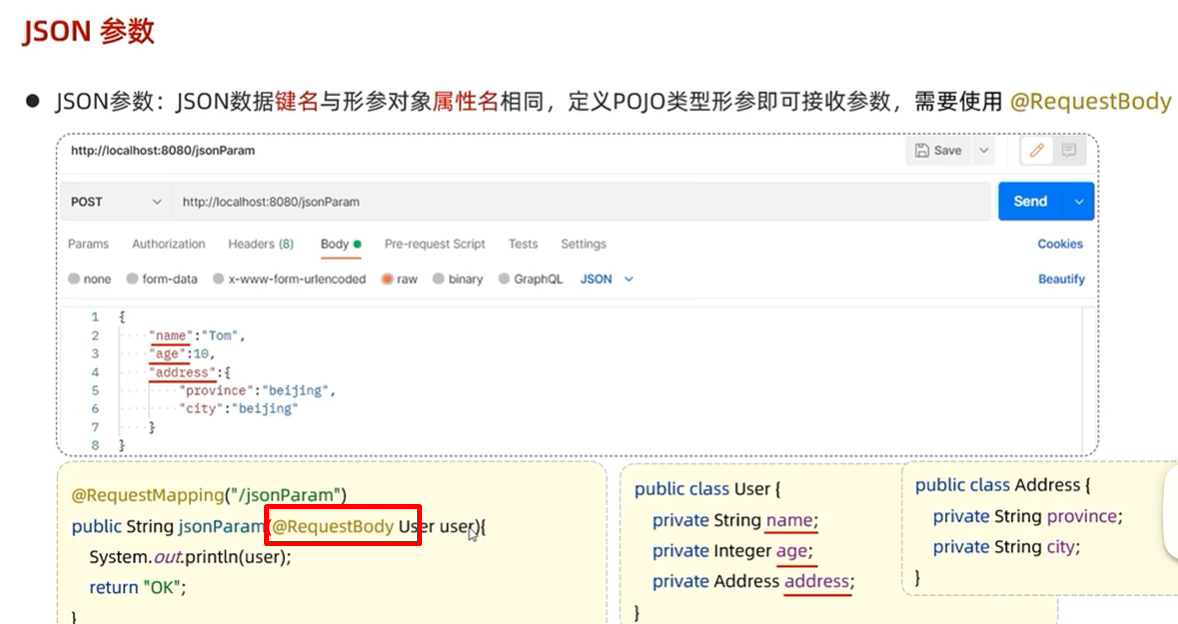 JSON 参数
● JSON参数：JSON数据键名与形参对象属性名相同，定义POJO类型形参即可接收参数，需要使用 @RequestBody
http://localhost:8080/jsonParam Save
POST http://localhost:8080/jsonParam Send
Params Authorization Headers (8) Body Pre-request Script Tests Settings Cookies
none form-data x-www-form-urlencoded raw binary GraphQL JSON Beautify
1 {
2 "name":"Tom",
3 "age":10,
4 "address":{
5 "province":"beijing",
6 "city":"beijing"
7 }
8 }
@RequestMapping("/jsonParam")
public String jsonParam(@RequestBody User user){
System.out.println(user);
return "OK";
}
public class User {
private String name;
private Integer age;
private Address address;
}
public class Address {
private String province;
private String city;
}